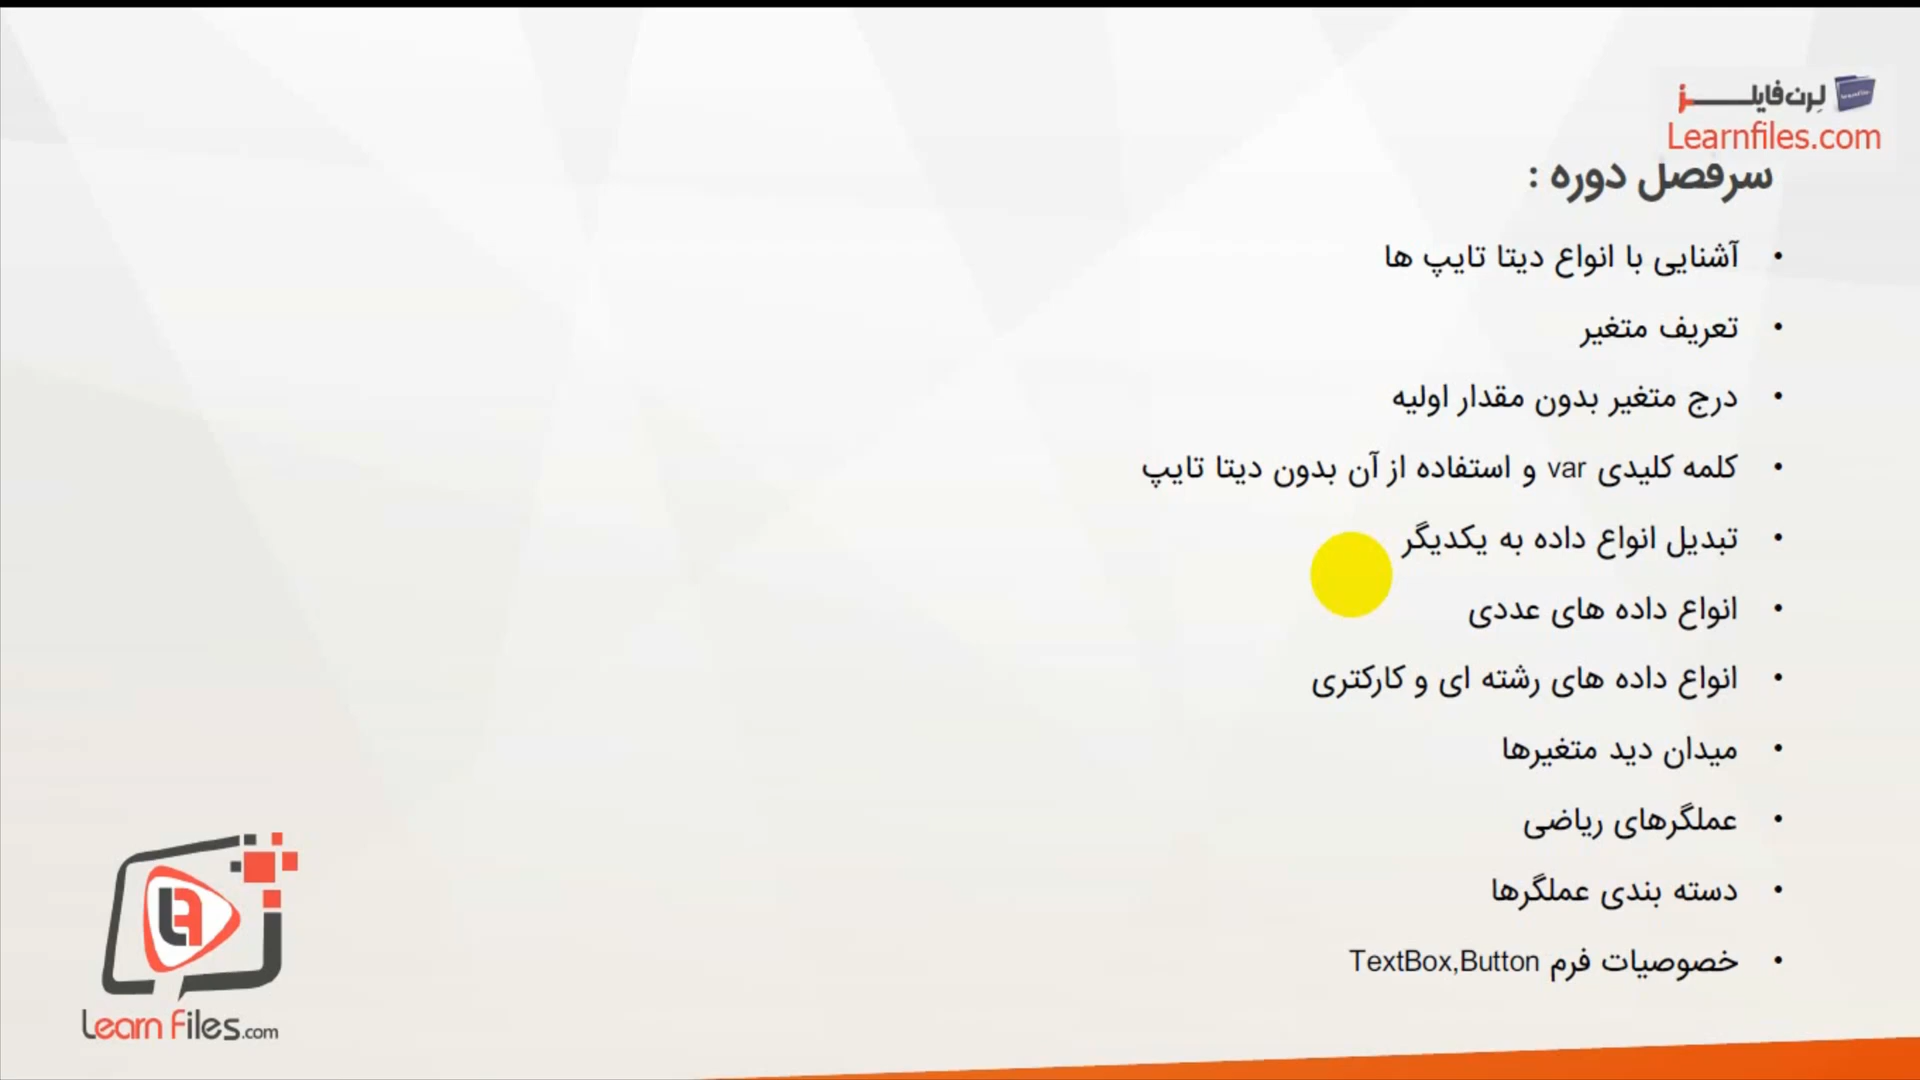 لرن فایلـــز
Learnfiles.com
سرفصل دوره :
• آشنایی با انواع دیتا تایپ ها
• تعریف متغیر
• درج متغیر بدون مقدار اولیه
• کلمه کلیدی var و استفاده از آن بدون دیتا تایپ
• تبدیل انواع داده به یکدیگر
• انواع داده های عددی
• انواع داده های رشته ای و کارکتری
• میدان دید متغیرها
• عملگرهای ریاضی
• دسته بندی عملگرها
• خصوصیات فرم TextBox,Button
Learn Files.com